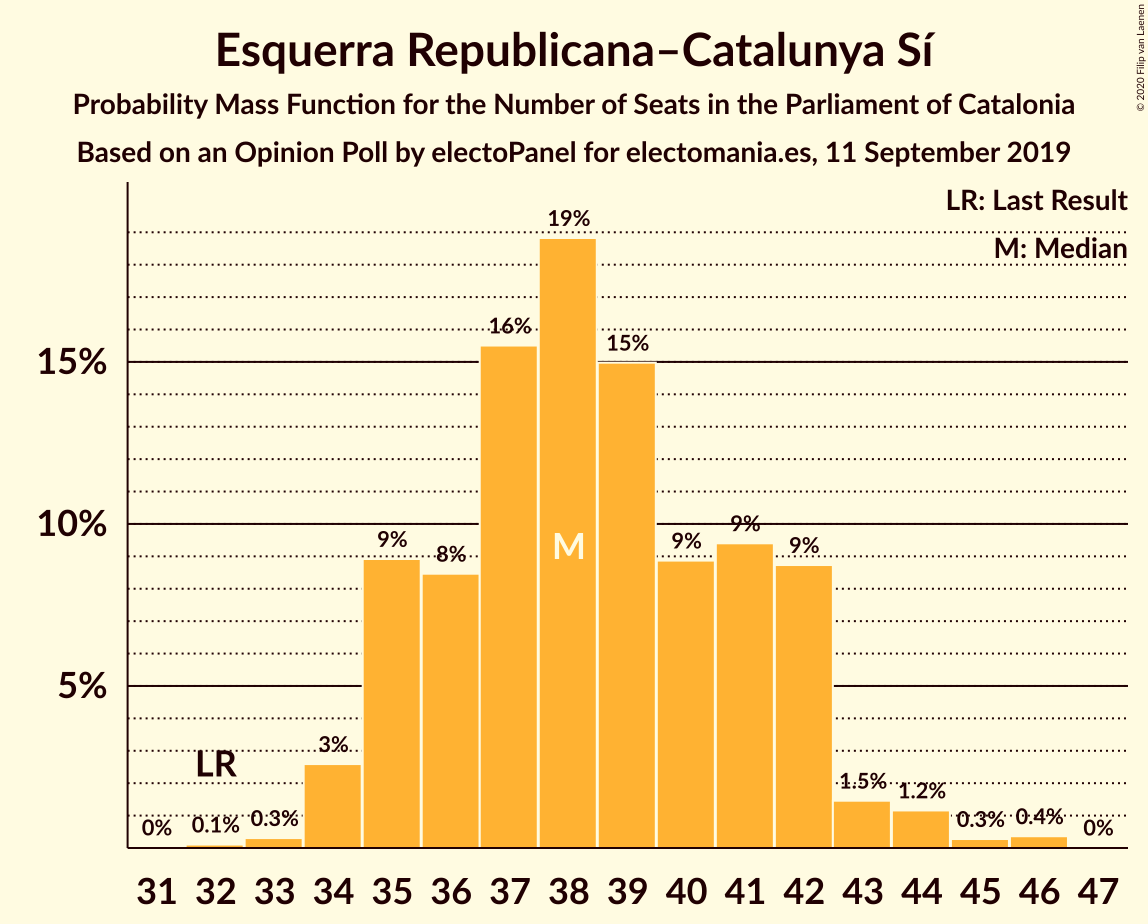 Esquerra Republicana–Catalunya Sí
Probability Mass Function for the Number of Seats in the Parliament of Catalonia
Based on an Opinion Poll by electoPanel for electomania.es, 11 September 2019
© 2020 Filip van Laenen
LR: Last Result
M: Median
15%
10%
5%
0%
0.1%
0.3%
3%
9%
8%
16%
19%
15%
9%
9%
9%
1.5%
1.2%
0.3%
0.4%
0%
LR
M
31 32 33 34 35 36 37 38 39 40 41 42 43 44 45 46 47